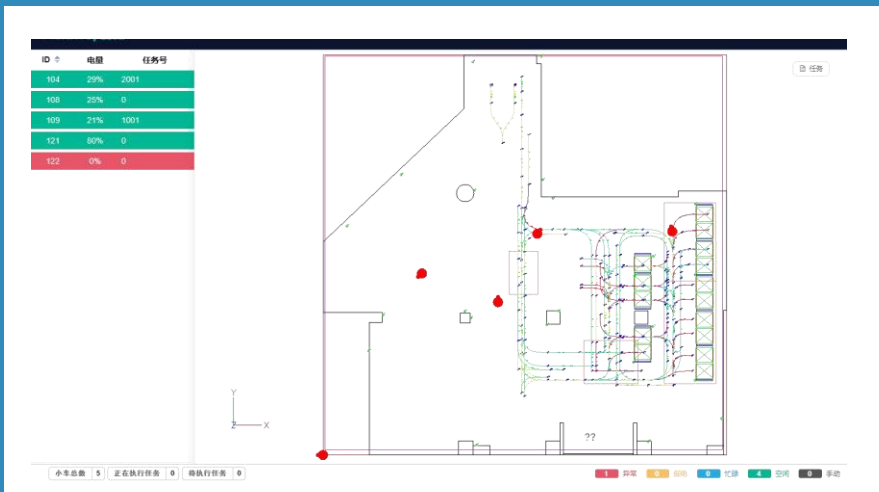 ID 电量 任务号
104 29% 2001
108 25% 0
109 21% 1001
121 80% 0
122 0% 0
任务
Y
Z X
??
小车总数 5 正在执行任务 0 待执行任务 0
1 异常 0 0 忙碌 4 空闲 0 手动